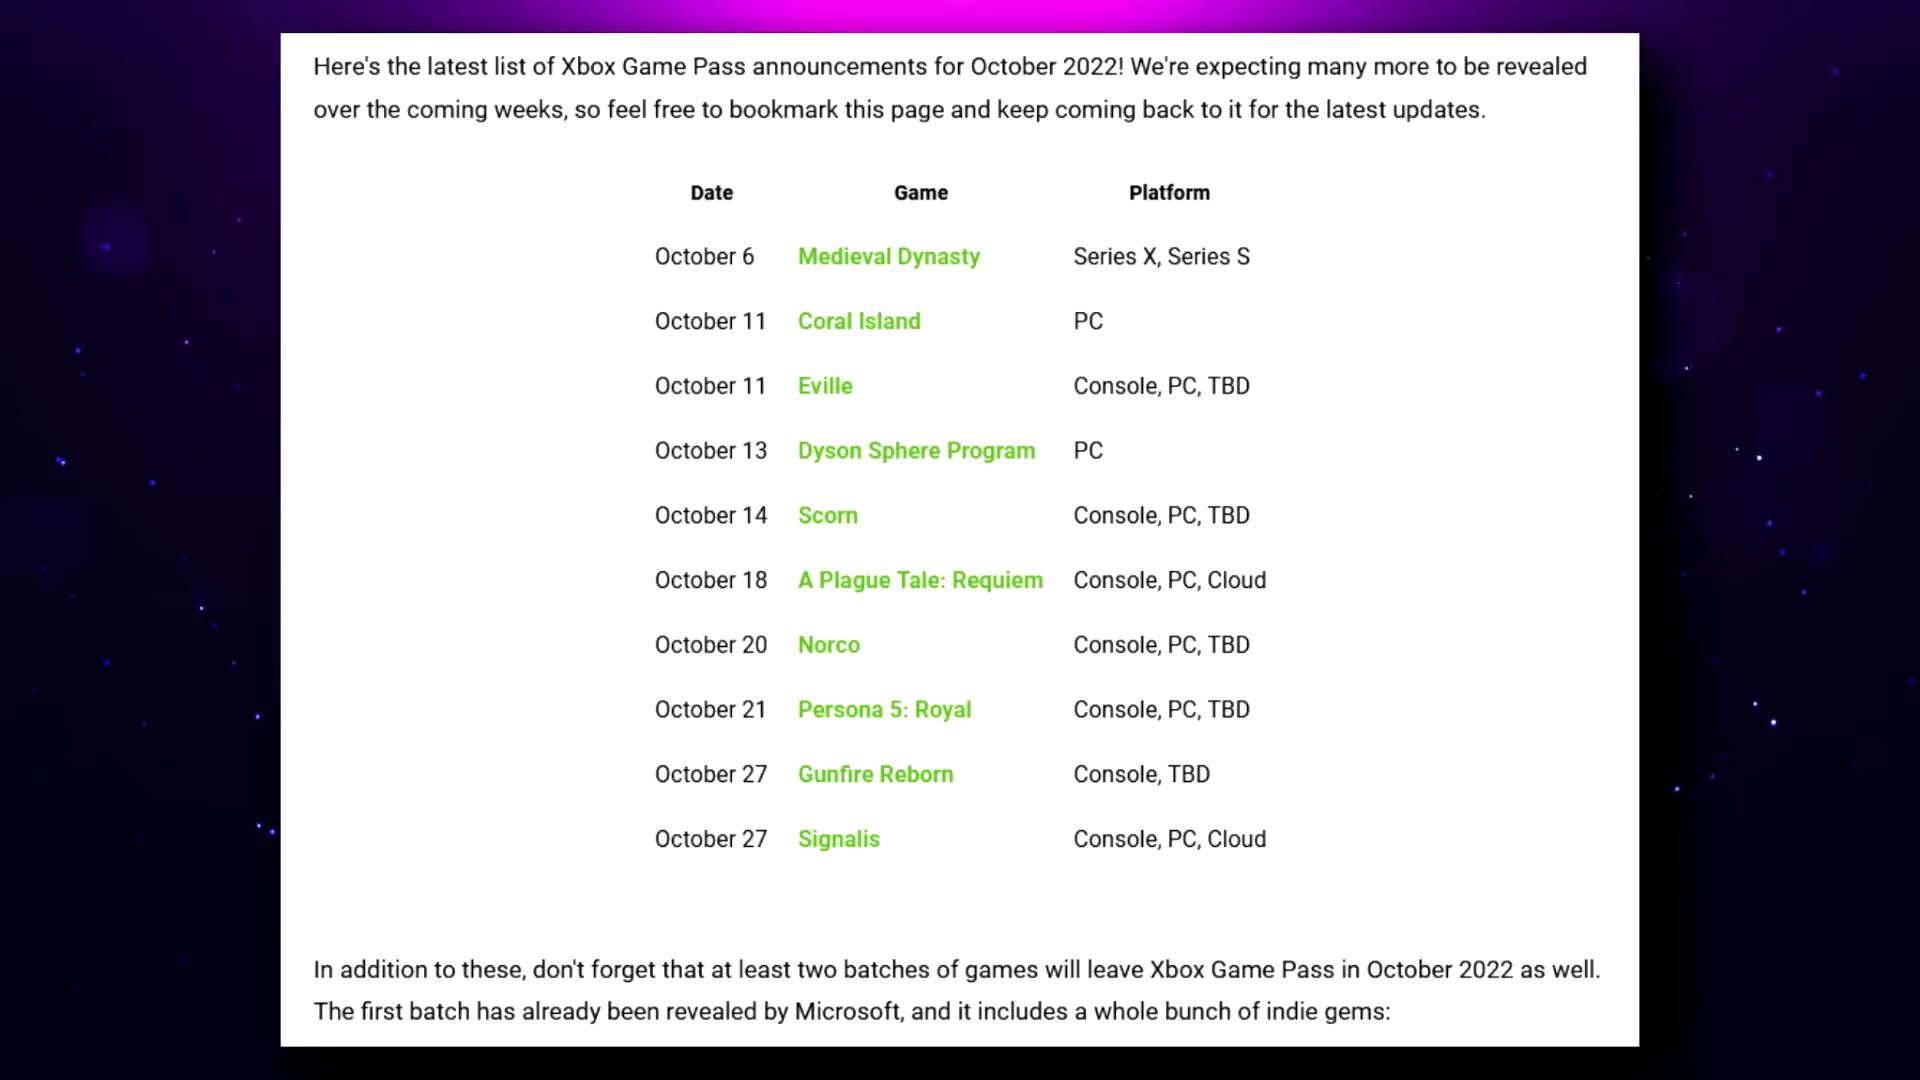 Here's the latest list of Xbox Game Pass announcements for October 2022! We're expecting many more to be revealed
over the coming weeks, so feel free to bookmark this page and keep coming back to it for the latest updates.
Date Game Platform
October 6 Medieval Dynasty Series X, Series S
October 11 Coral Island PC
October 11 Eville Console, PC, TBD
October 13 Dyson Sphere Program PC
October 14 Scorn Console, PC, TBD
October 18 A Plague Tale: Requiem Console, PC, Cloud
October 20 Norco Console, PC, TBD
October 21 Persona 5: Royal Console, PC, TBD
October 27 Gunfire Reborn Console, TBD
October 27 Signalis Console, PC, Cloud
In addition to these, don't forget that at least two batches of games will leave Xbox Game Pass in October 2022 as well.
The first batch has already been revealed by Microsoft, and it includes a whole bunch of indie gems: